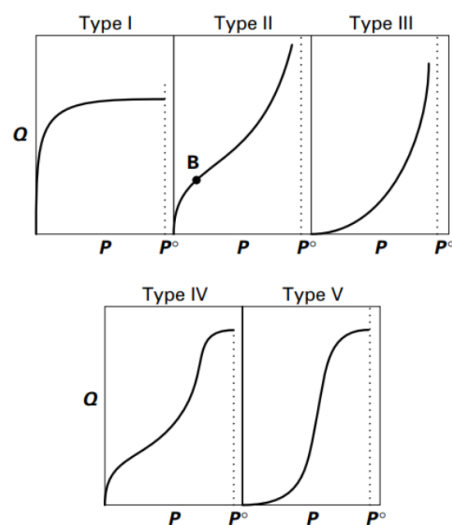 Type I Type II Type III
Q
B
P P° P P° P P°
Type IV Type V
Q
P P° P P°